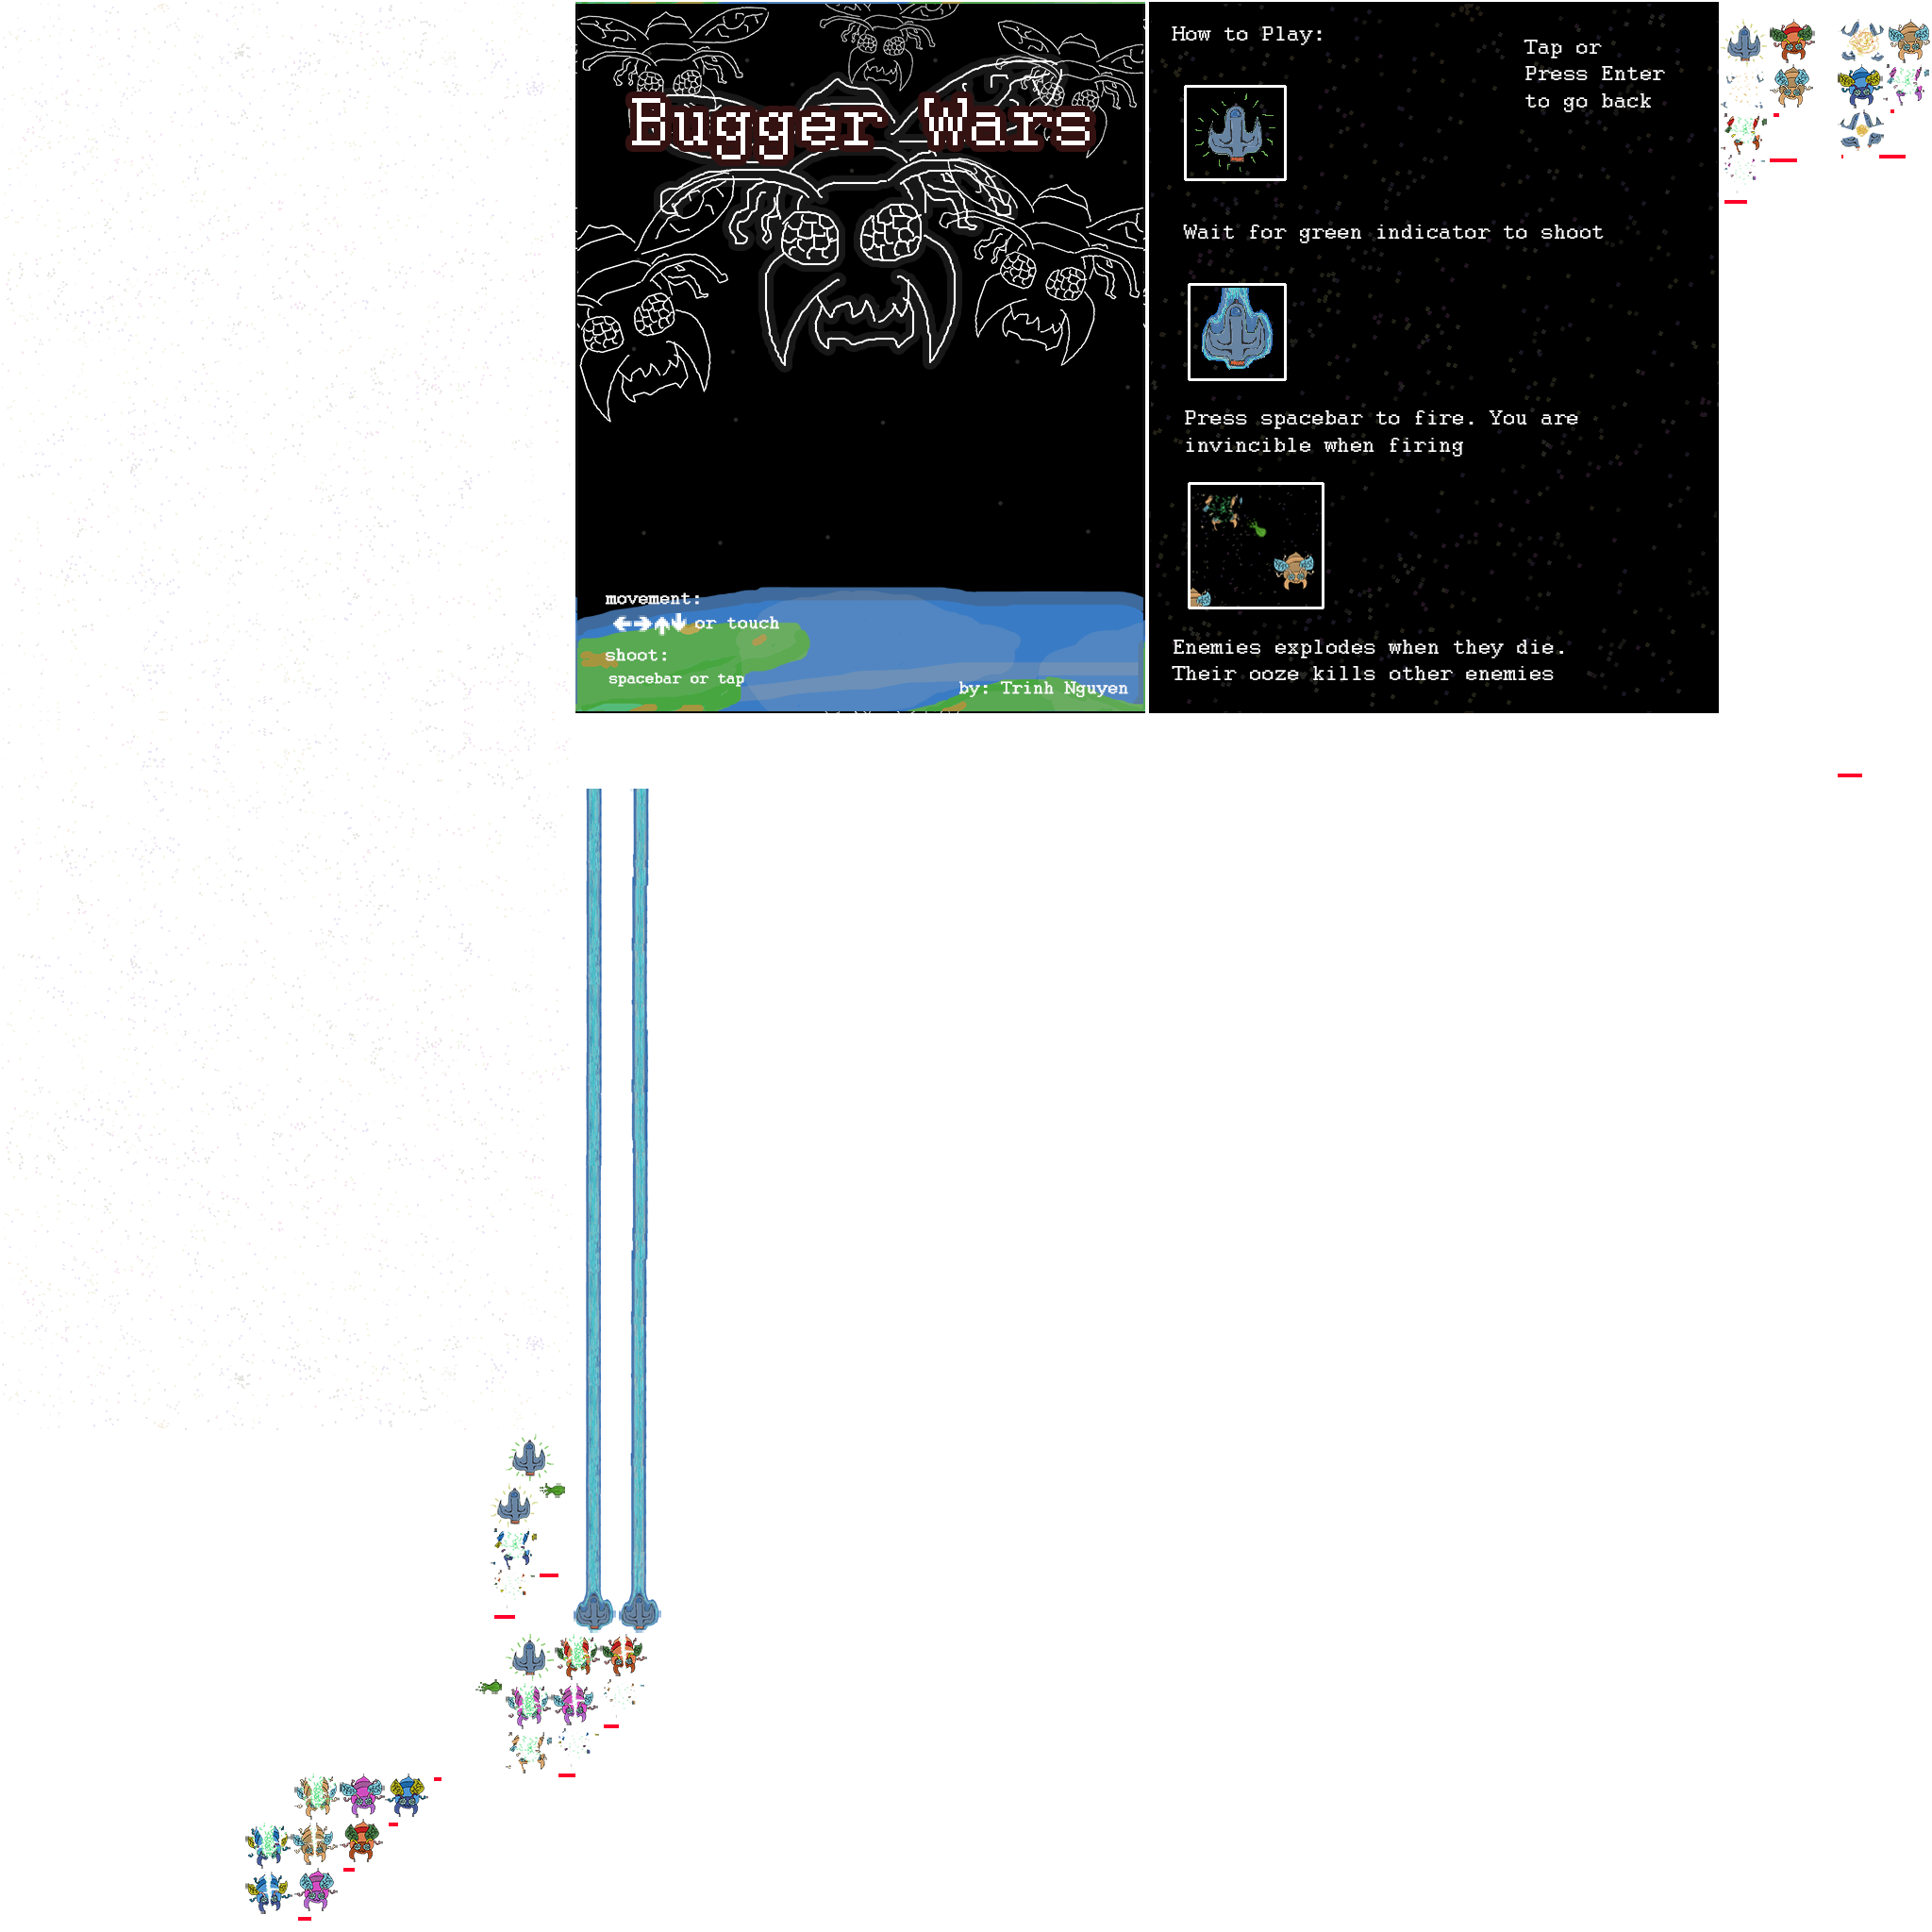 Bugger Wars
movement:
←→↑↓ or touch
shoot:
spacebar or tap
by: Trinh Nguyen
How to Play:
Tap or
Press Enter
to go back
Wait for green indicator to shoot
Press spacebar to fire. You are
invincible when firing
Enemies explodes when they die.
Their ooze kills other enemies